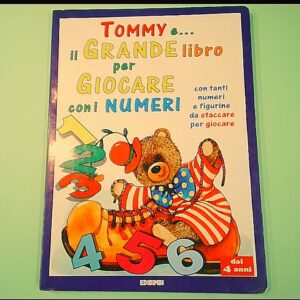 TOMMY e...
il GRANDE libro
per
GIOCARE
con i NUMERI
con tanti
numeri
e figurine
da staccare
per giocare
1
2
3
4 5 6
dai
4 anni
EDIBIMBI